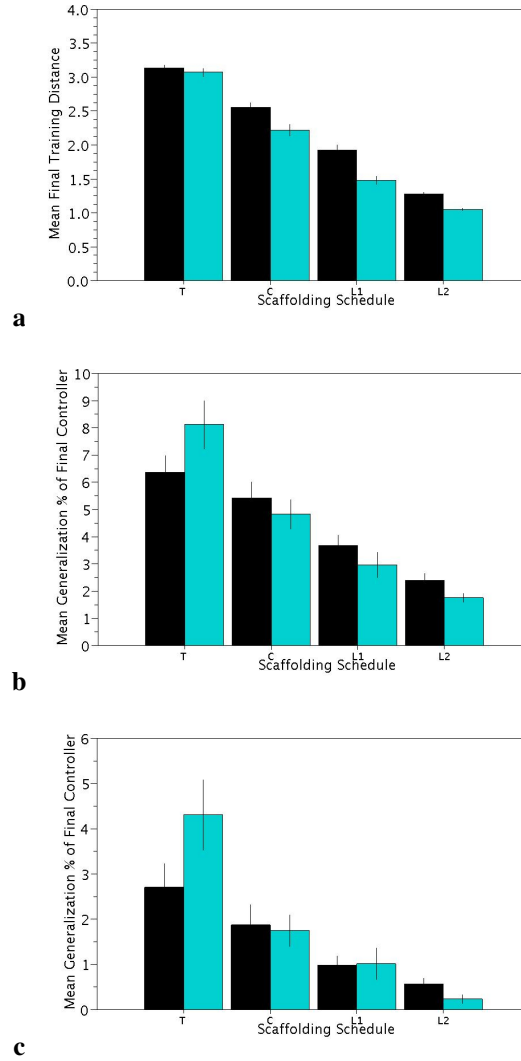 4.0
3.5
3.0
2.5
2.0
1.5
1.0
0.5
0.0
Mean Final Training Distance
T C L1 L2
Scaffolding Schedule
a
10
9
8
7
6
5
4
3
2
1
0
Mean Generalization % of Final Controller
T C L1 L2
Scaffolding Schedule
b
6
5
4
3
2
1
0
Mean Generalization % of Final Controller
T C L1 L2
Scaffolding Schedule
c